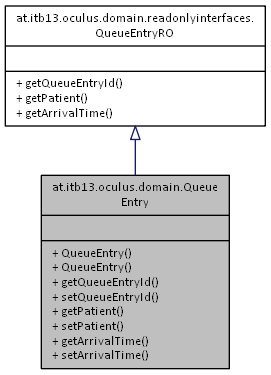 at.itb13.oculus.domain.readonlyinterfaces.
QueueEntryRO
+ getQueueEntryId()
+ getPatient()
+ getArrivalTime()
at.itb13.oculus.domain.Queue
Entry
+ QueueEntry()
+ QueueEntry()
+ getQueueEntryId()
+ setQueueEntryId()
+ getPatient()
+ setPatient()
+ getArrivalTime()
+ setArrivalTime()